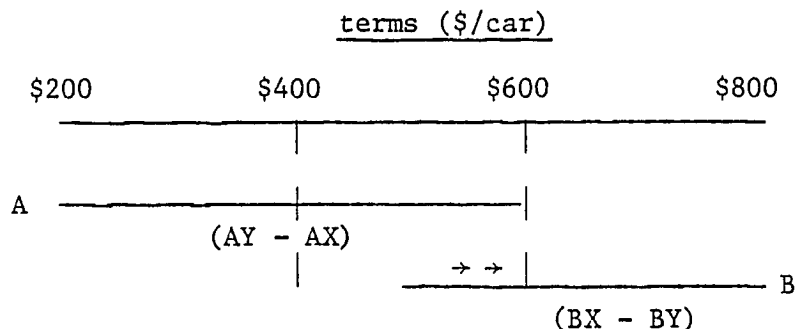 terms ($/car)
$200 $400 $600 $800
A
(AY - AX)
→ →
B
(BX - BY)